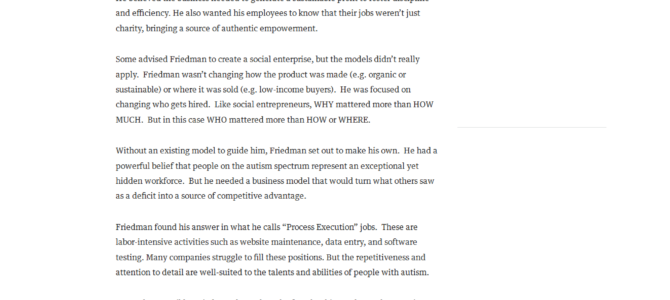 and efficiency. He also wanted his employees to know that their jobs weren't just
charity, bringing a source of authentic empowerment.
Some advised Friedman to create a social enterprise, but the models didn't really
apply.  Friedman wasn't changing how the product was made (e.g. organic or
sustainable) or where it was sold (e.g. low-income buyers).  He was focused on
changing who gets hired.  Like social entrepreneurs, WHY mattered more than HOW
MUCH.  But in this case WHO mattered more than HOW or WHERE.
Without an existing model to guide him, Friedman set out to make his own.  He had a
powerful belief that people on the autism spectrum represent an exceptional yet
hidden workforce.  But he needed a business model that would turn what others saw
as a deficit into a source of competitive advantage.
Friedman found his answer in what he calls “Process Execution” jobs.  These are
labor-intensive activities such as website maintenance, data entry, and software
testing. Many companies struggle to fill these positions. But the repetitiveness and
attention to detail are well-suited to the talents and abilities of people with autism.